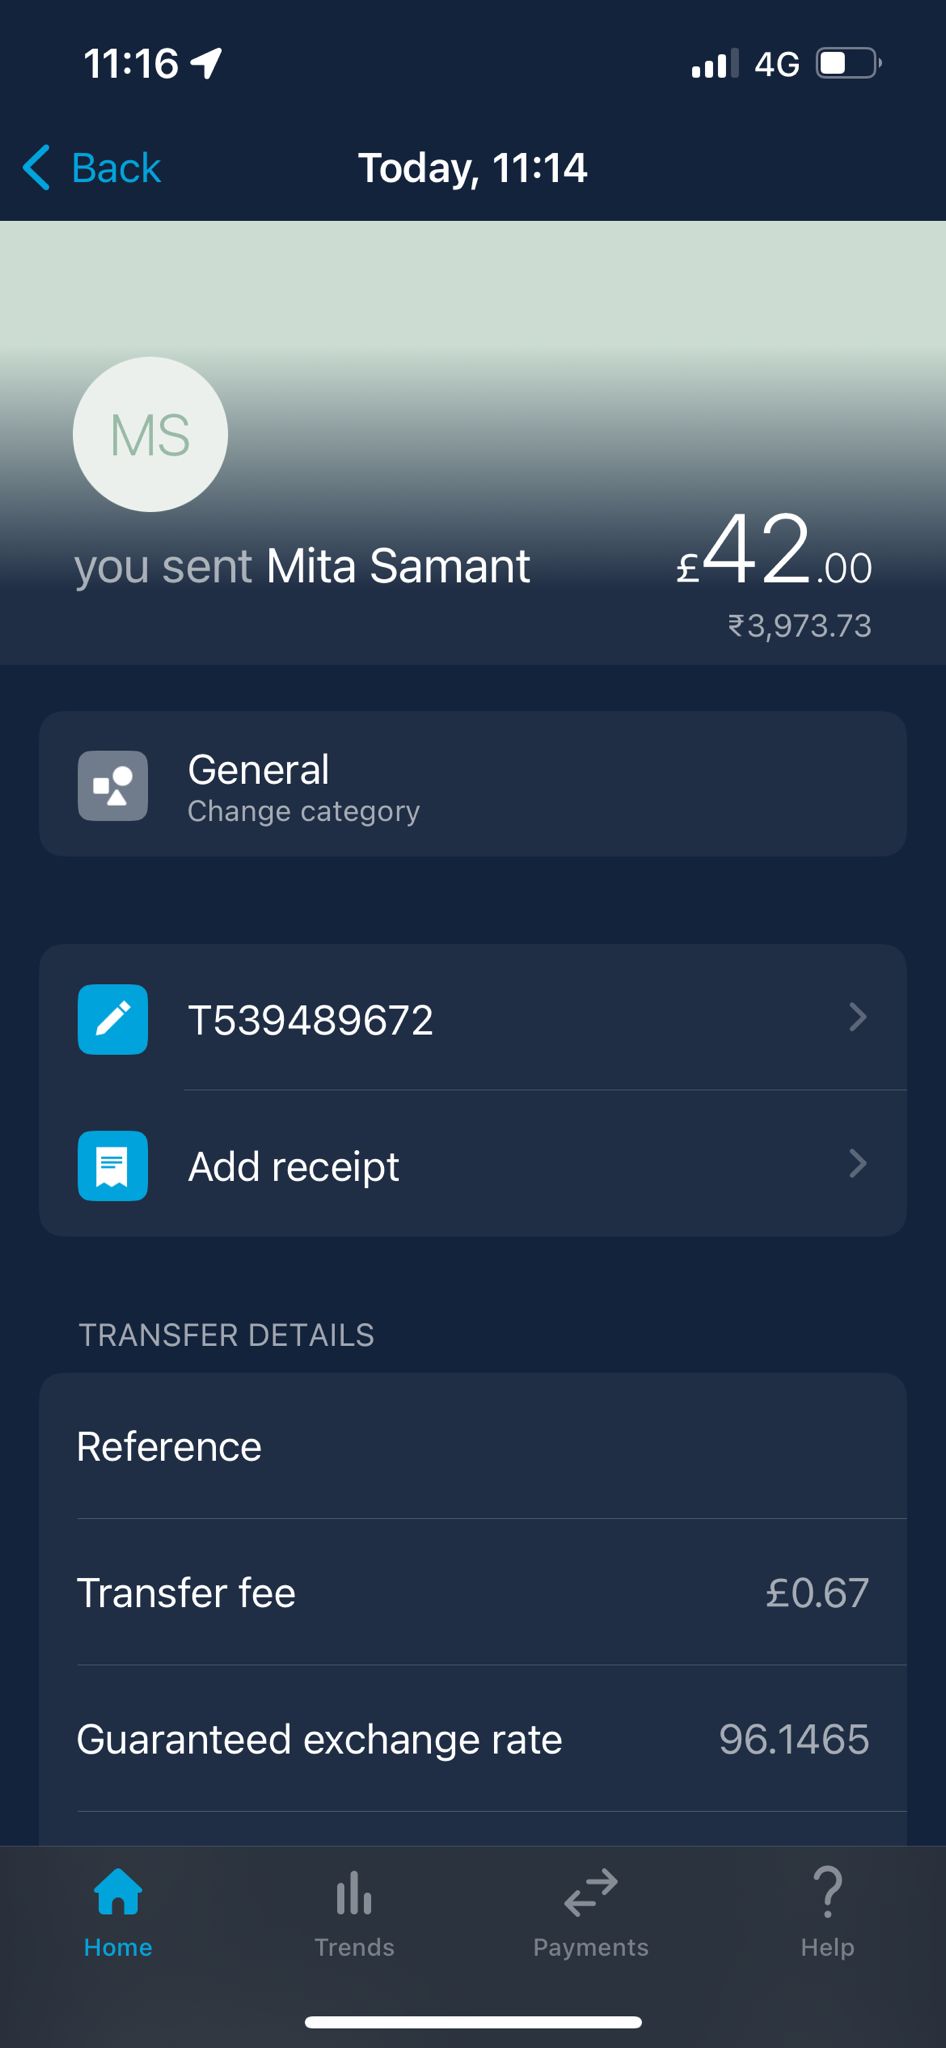 11:16
4G
Back
Today, 11:14
MS
you sent Mita Samant
£42.00
₹3,973.73
General
Change category
T539489672
Add receipt
TRANSFER DETAILS
Reference
Transfer fee £0.67
Guaranteed exchange rate 96.1465
Home Trends Payments Help